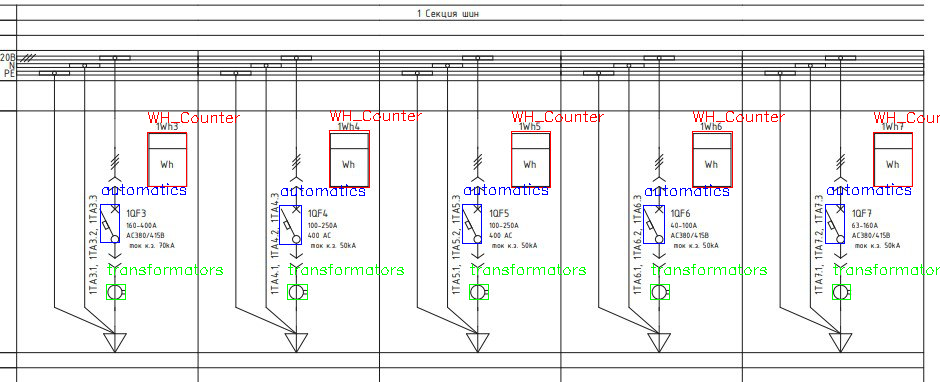 1 Секция шин
20В
N
PE
WH_Counter
1Wh3
Wh
automatics
1QF3
160-400A
AC380/415В
ток к.з. 70kA
1TA3.1, 1TA3.2, 1TA3.3
transformators
WH_Counter
1Wh4
Wh
automatics
1QF4
100-250A
400 AC
ток к.з. 50kA
1TA4.1, 1TA4.2, 1TA4.3
transformators
WH_Counter
1Wh5
Wh
automatics
1QF5
100-250A
400 AC
ток к.з. 50kA
1TA5.1, 1TA5.2, 1TA5.3
transformators
WH_Counter
1Wh6
Wh
automatics
1QF6
40-100A
AC380/415В
ток к.з. 50kA
1TA6.1, 1TA6.2, 1TA6.3
transformators
WH_Counter
1Wh7
Wh
automatics
1QF7
63-160A
AC380/415В
ток к.з. 50kA
1TA7.1, 1TA7.2, 1TA7.3
transformators